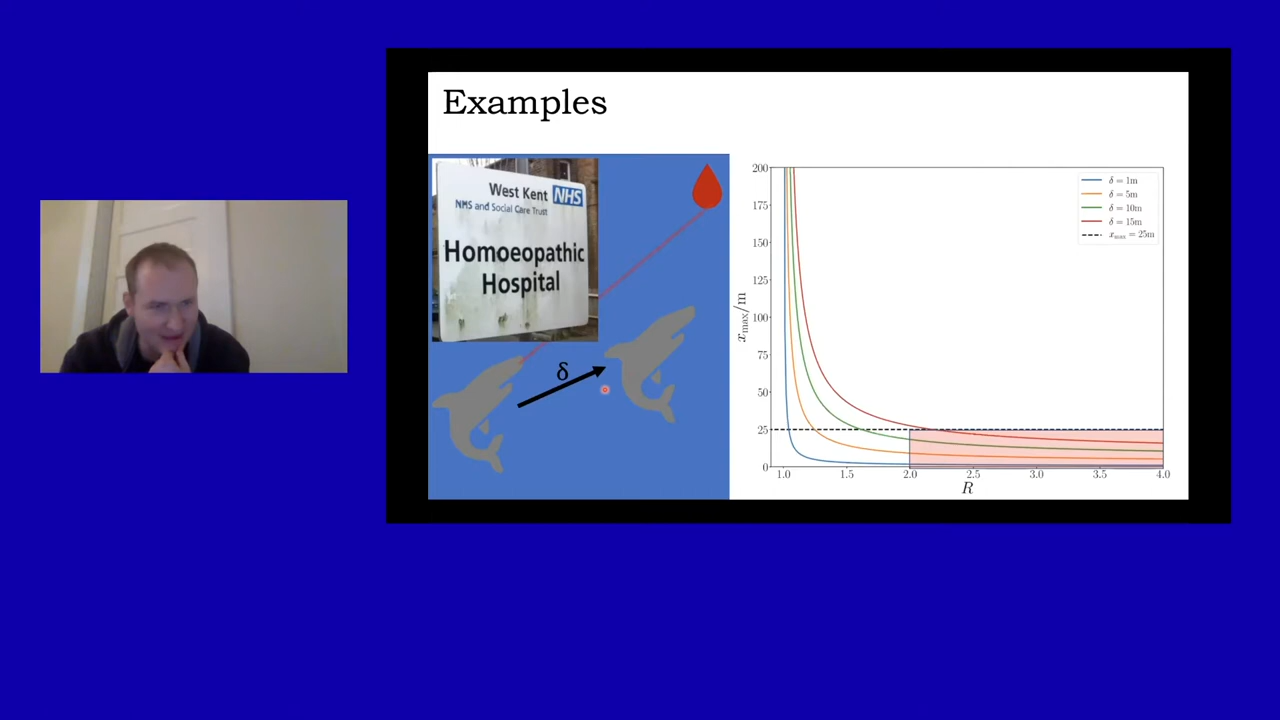 Examples
West Kent NHS
NHS and Social Care Trust
Homoeopathic
Hospital
δ
200
175
150
125
100
75
50
25
0
x_max/m
1.0 1.5 2.0 2.5 3.0 3.5 4.0
R
δ = 1m
δ = 5m
δ = 10m
δ = 15m
x_max = 25m